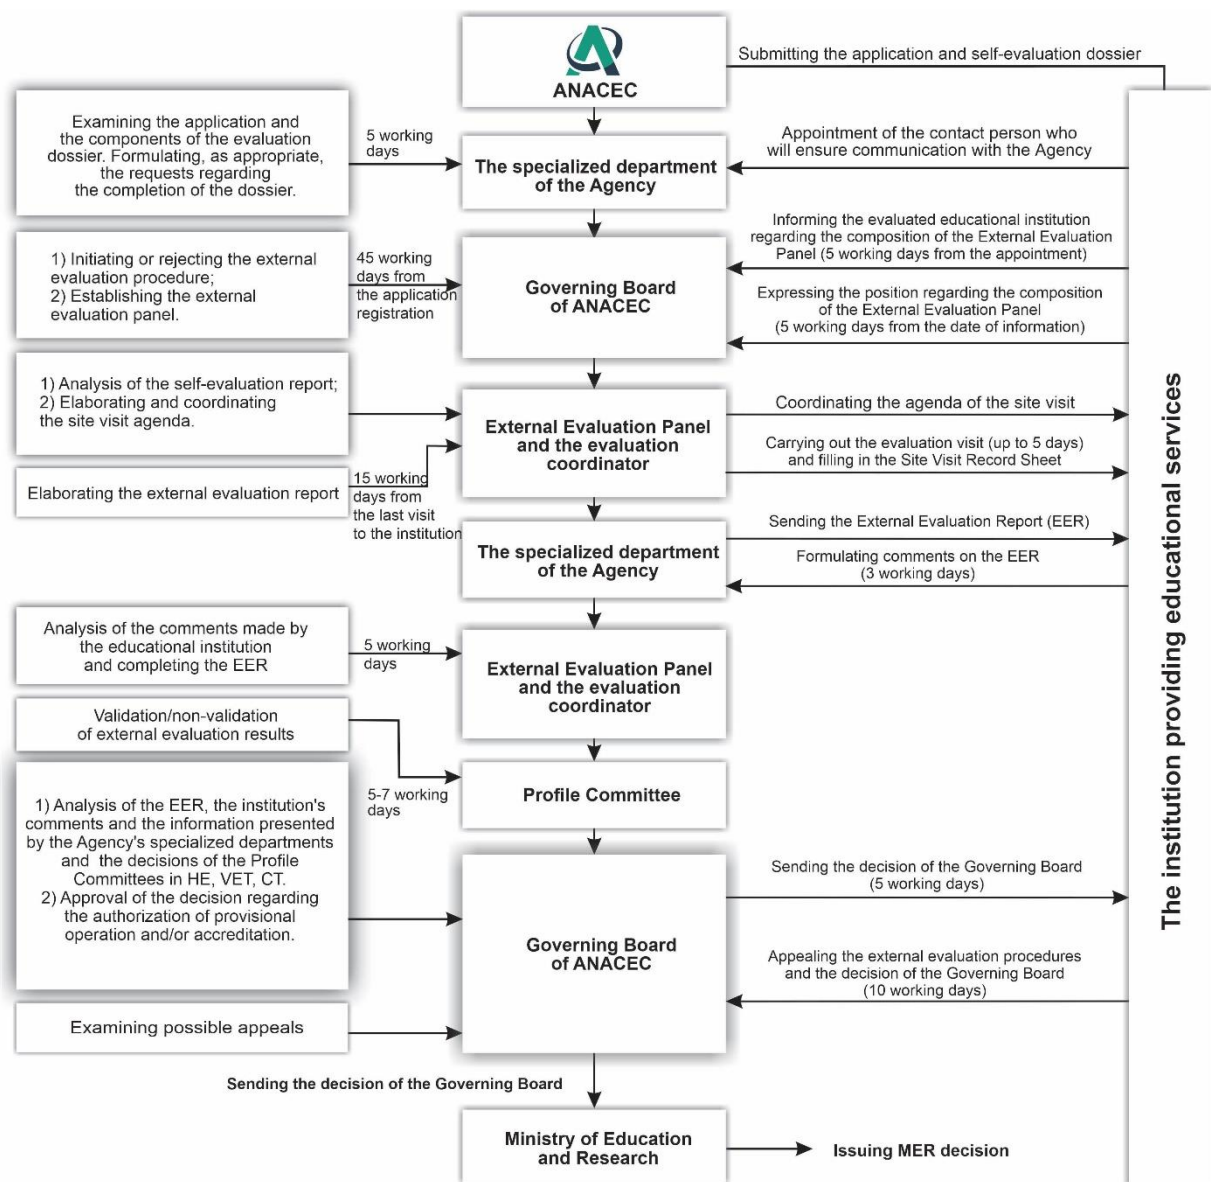 ANACEC
Submitting the application and self-evaluation dossier
Examining the application and
the components of the evaluation
dossier. Formulating, as appropriate,
the requests regarding
the completion of the dossier.
5 working
days
The specialized department
of the Agency
Appointment of the contact person who
will ensure communication with the Agency
1) Initiating or rejecting the external
evaluation procedure;
2) Establishing the external
evaluation panel.
45 working
days from
the application
registration
Governing Board
of ANACEC
Informing the evaluated educational institution
regarding the composition of the External Evaluation
Panel (5 working days from the appointment)
Expressing the position regarding the composition
of the External Evaluation Panel
(5 working days from the date of information)
1) Analysis of the self-evaluation report;
2) Elaborating and coordinating
the site visit agenda.
External Evaluation Panel
and the evaluation
coordinator
Coordinating the agenda of the site visit
Carrying out the evaluation visit (up to 5 days)
and filling in the Site Visit Record Sheet
Elaborating the external evaluation report
15 working
days from
the last visit
to the institution
The specialized department
of the Agency
Sending the External Evaluation Report (EER)
Formulating comments on the EER
(3 working days)
Analysis of the comments made by
the educational institution
and completing the EER
5 working
days
External Evaluation Panel
and the evaluation
coordinator
Validation/non-validation
of external evaluation results
5-7 working
days
Profile Committee
1) Analysis of the EER, the institution's
comments and the information presented
by the Agency's specialized departments
and the decisions of the Profile
Committees in HE, VET, CT.
2) Approval of the decision regarding
the authorization of provisional
operation and/or accreditation.
Governing Board
of ANACEC
Sending the decision of the Governing Board
(5 working days)
Appealing the external evaluation procedures
and the decision of the Governing Board
(10 working days)
Examining possible appeals
Sending the decision of the Governing Board
Ministry of Education
and Research
Issuing MER decision
The institution providing educational services